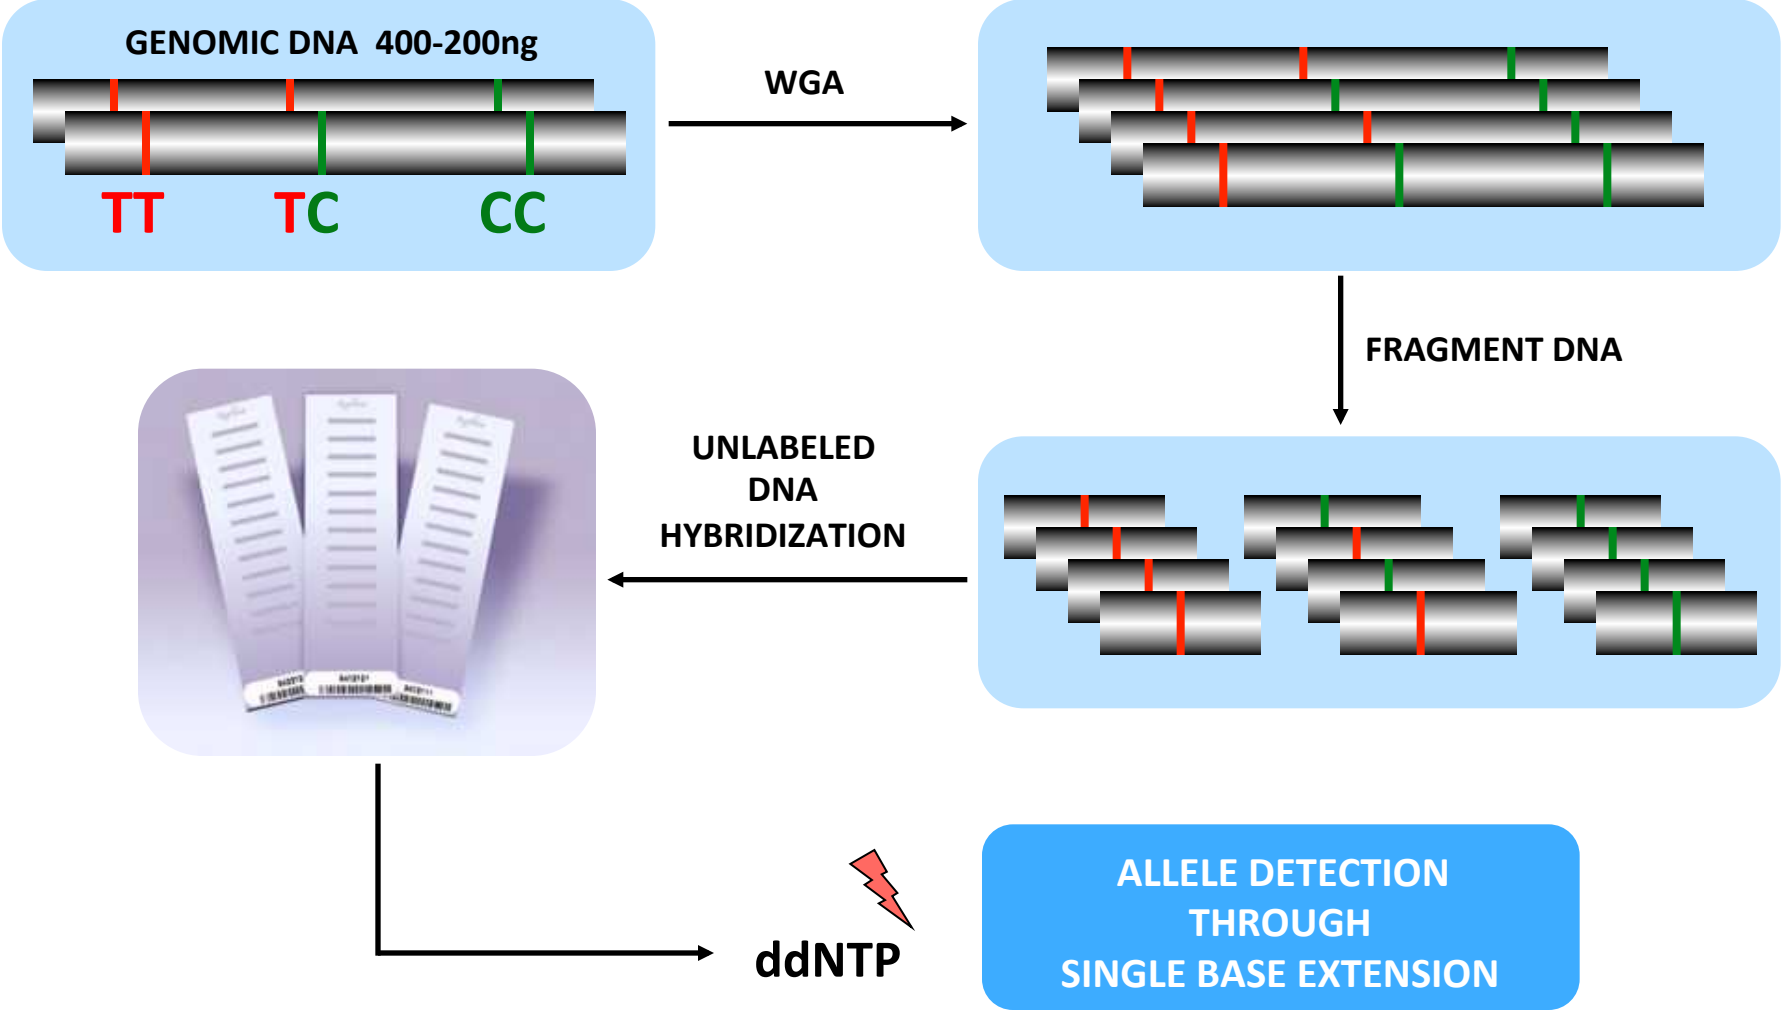 GENOMIC DNA 400-200ng
TT TC CC
WGA
FRAGMENT DNA
UNLABELED
DNA
HYBRIDIZATION
ddNTP
ALLELE DETECTION
THROUGH
SINGLE BASE EXTENSION